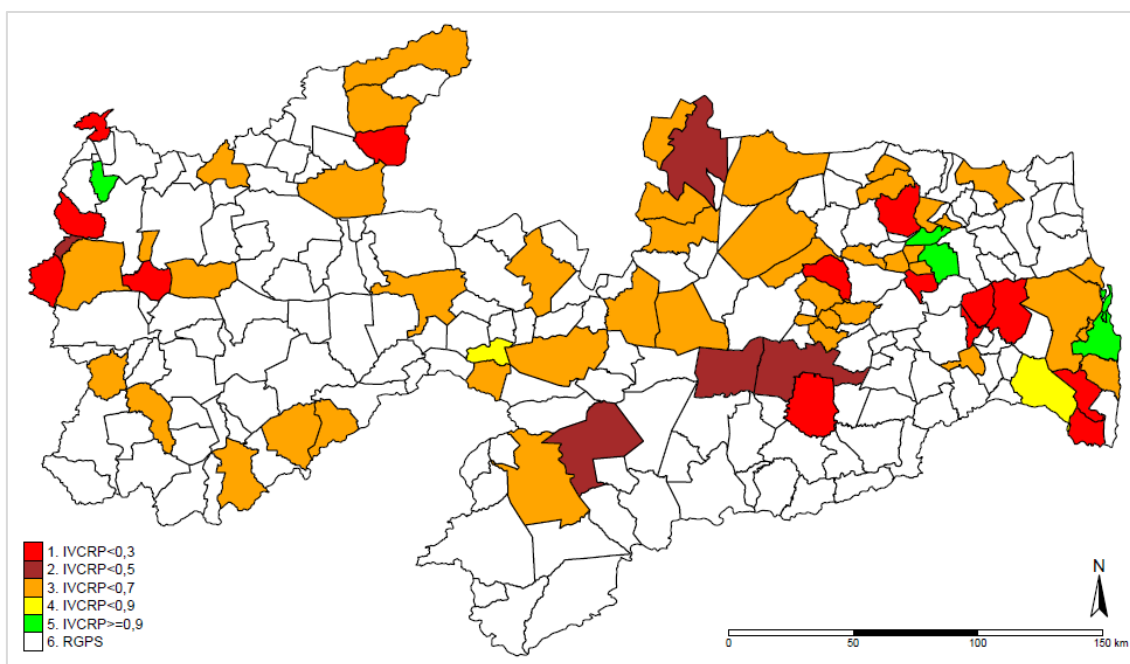 1. IVCRP<0,3
2. IVCRP<0,5
3. IVCRP<0,7
4. IVCRP<0,9
5. IVCRP>=0,9
6. RGPS
N
0 50 100 150 km